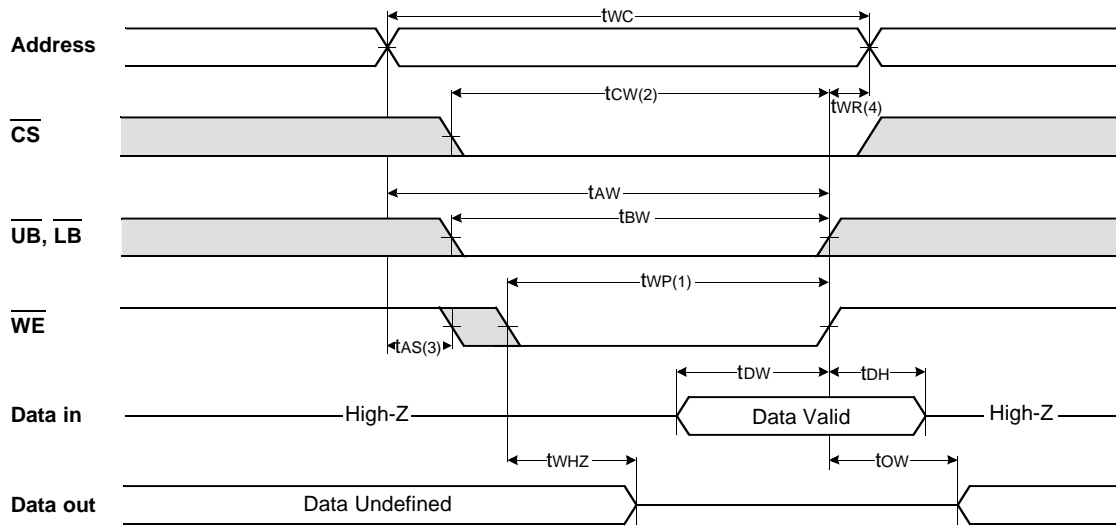 tWC
Address
tCW(2)
tWR(4)
CS
tAW
UB, LB
tBW
tWP(1)
WE
tAS(3)
tDW
tDH
Data in
High-Z
Data Valid
High-Z
tWHZ
tOW
Data out
Data Undefined